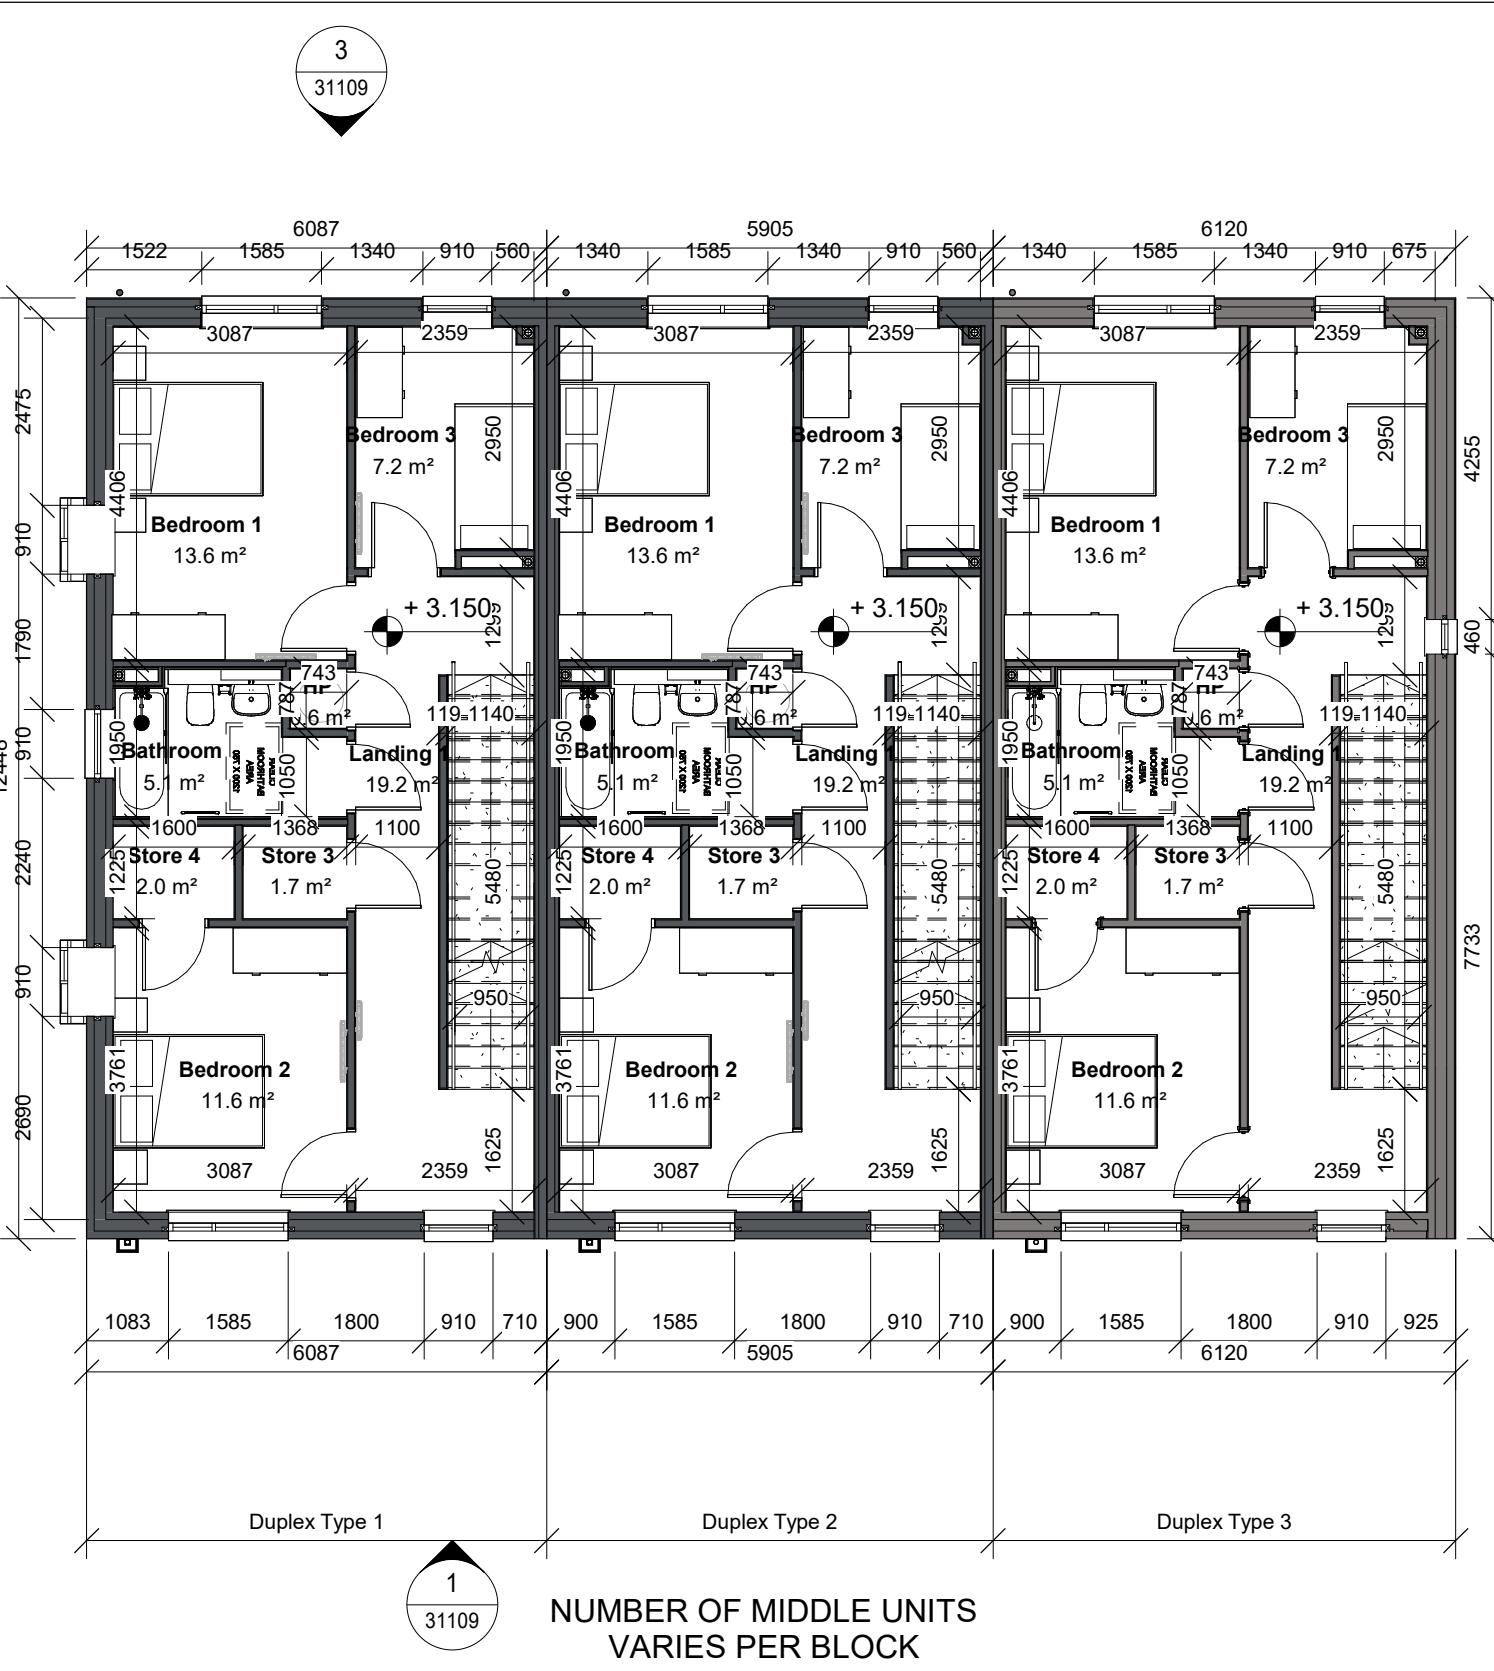 3
31109
6087 5905 6120
1522 1585 1340 910 560 1340 1585 1340 910 560 1340 1585 1340 910 675
3087 2359 3087 2359 3087 2359
2475 910 1790 910 2240 910 2690
4255 460 7733
Bedroom 3 Bedroom 3 Bedroom 3
7.2 m² 7.2 m² 7.2 m²
2950 2950 2950
4406 4406 4406
Bedroom 1 Bedroom 1 Bedroom 1
13.6 m² 13.6 m² 13.6 m²
+ 3.150 + 3.150 + 3.150
1299 1299 1299
743 743 743
787 787 787
6 m² 6 m² 6 m²
119 1140 119 1140 119 1140
1950 1950 1950
Bathroom Landing 1 Bathroom Landing 1 Bathroom Landing 1
5.1 m² 19.2 m² 5.1 m² 19.2 m² 5.1 m² 19.2 m²
1050 1050 1050
1600 1368 1100 1600 1368 1100 1600 1368 1100
Store 4 Store 3 Store 4 Store 3 Store 4 Store 3
2.0 m² 1.7 m² 2.0 m² 1.7 m² 2.0 m² 1.7 m²
1225 1225 1225
5480 5480 5480
950 950 950
Bedroom 2 Bedroom 2 Bedroom 2
11.6 m² 11.6 m² 11.6 m²
3761 3761 3761
1625 1625 1625
3087 2359 3087 2359 3087 2359
1083 1585 1800 910 710 900 1585 1800 910 710 900 1585 1800 910 925
6087 5905 6120
Duplex Type 1 Duplex Type 2 Duplex Type 3
1
31109
NUMBER OF MIDDLE UNITS
VARIES PER BLOCK